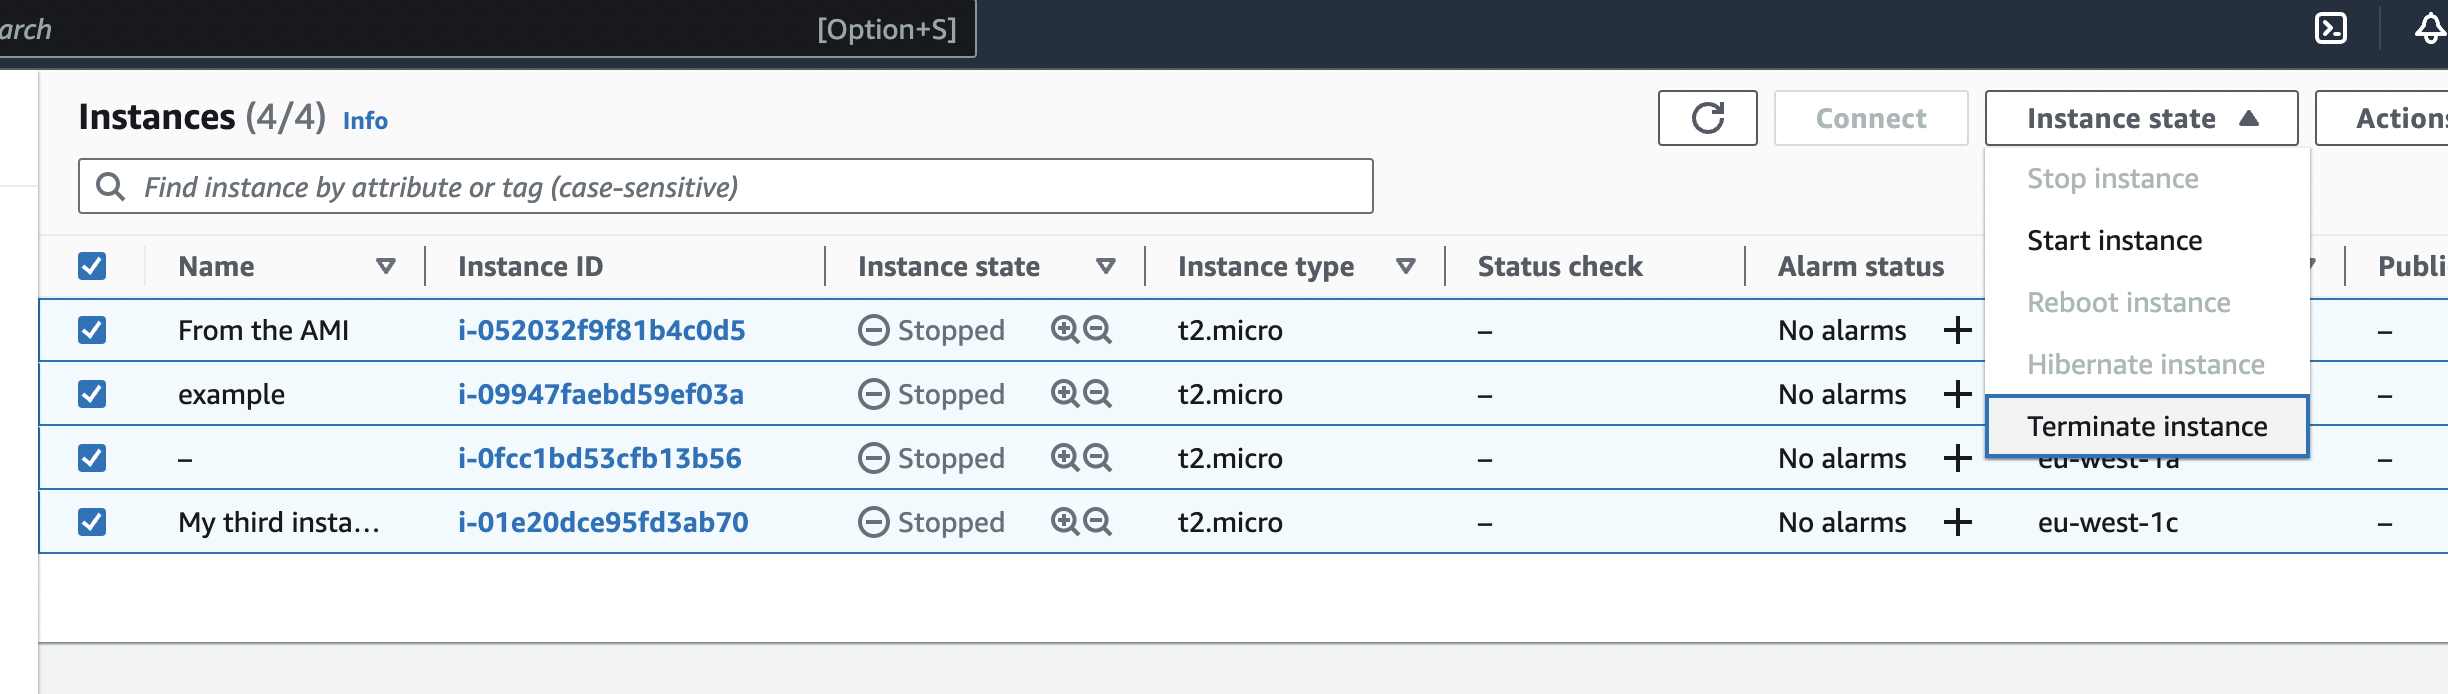 arch [Option+S]
Instances (4/4) Info
Connect
Instance state
Actions
Find instance by attribute or tag (case-sensitive)
Stop instance
Start instance
Reboot instance
Hibernate instance
Terminate instance
Name Instance ID Instance state Instance type Status check Alarm status Publi
From the AMI i-052032f9f81b4c0d5 Stopped t2.micro – No alarms + –
example i-09947faebd59ef03a Stopped t2.micro – No alarms + –
– i-0fcc1bd53cfb13b56 Stopped t2.micro – No alarms + eu-west-1a –
My third insta... i-01e20dce95fd3ab70 Stopped t2.micro – No alarms + eu-west-1c –